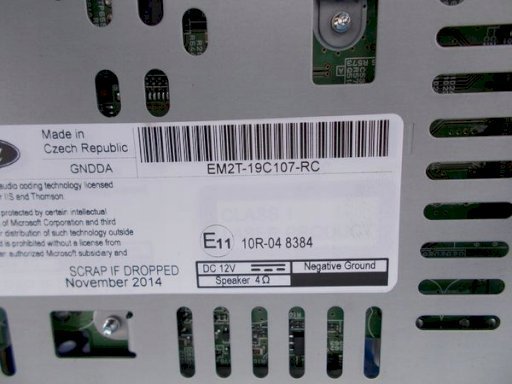 Made in
Czech Republic
GNDDA
EM2T-19C107-RC
audio coding technology licensed
IIS and Thomson.
protected by certain intellectual
of Microsoft Corporation and third
distribution of such technology outside
is prohibited without a license from
authorized Microsoft subsidiary and
E11 10R-04 8384
SCRAP IF DROPPED
November 2014
DC 12V
Negative Ground
Speaker 4Ω